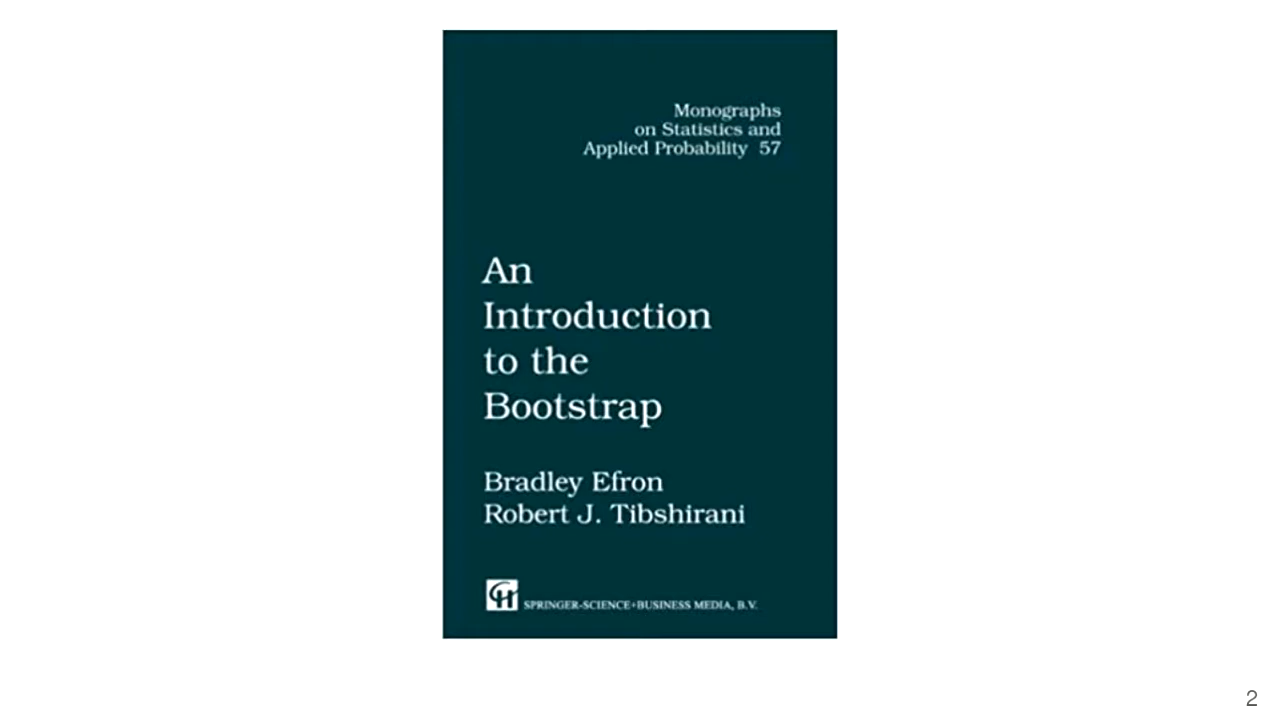 Monographs
on Statistics and
Applied Probability 57
An
Introduction
to the
Bootstrap
Bradley Efron
Robert J. Tibshirani
CH SPRINGER-SCIENCE+BUSINESS MEDIA, B.V.
2